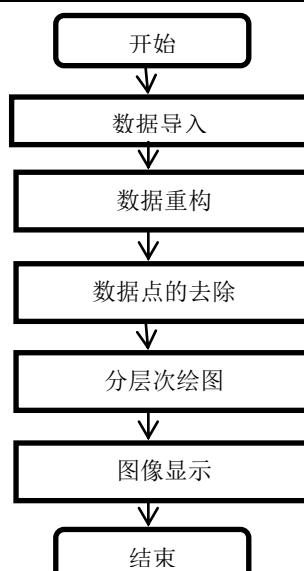 开始
数据导入
数据重构
数据点的去除
分层次绘图
图像显示
结束